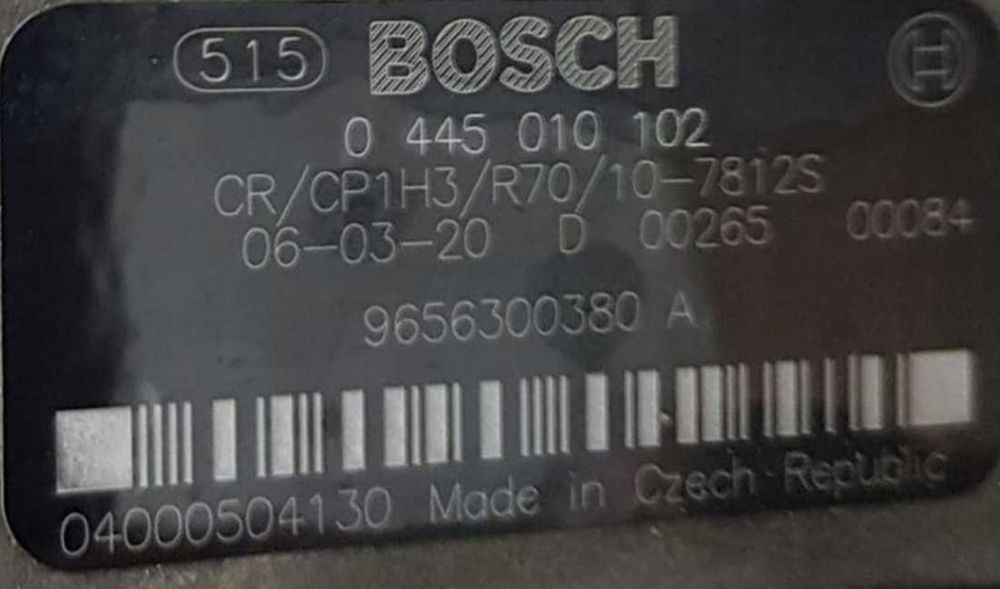 515 BOSCH
0 445 010 102
CR/CP1H3/R70/10-7812S
06-03-20 D 00265 00084
9656300380 A
04000504130 Made in Czech Republic